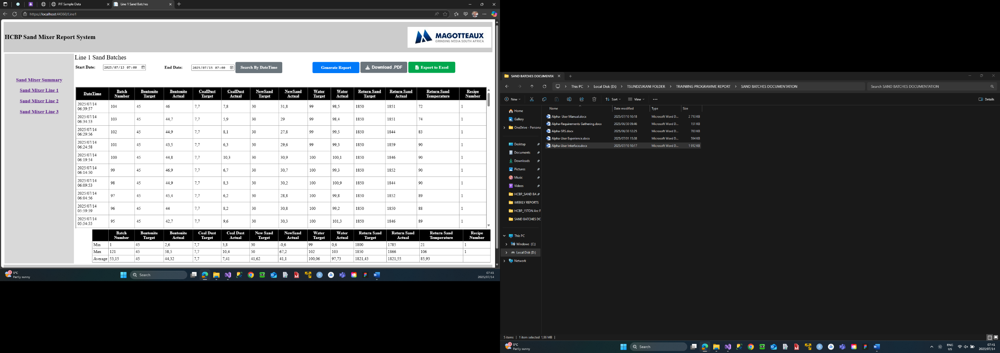 PIT Sample Data
Line 1 Sand Batches
https://localhost:44360/Line1
HCBP Sand Mixer Report System
MAGOTTEAUX
GRINDING MEDIA SOUTH AFRICA
Line 1 Sand Batches
Start Date: 2025/07/13 07:00 End Date: 2025/07/15 07:00 Search By DateTime Generate Report Download .PDF Export to Excel
Sand Mixer Summary
Sand Mixer Line 1
Sand Mixer Line 2
Sand Mixer Line 3
DateTime Batch Number Bentonite Target Bentonite Actual CoalDust Target CoalDust Actual NewSand Target NewSand Actual Water Target Water Actual Return Sand Target Return Sand Actual Return Sand Temperature Recipe Number
2025/07/14 06:39:57 104 45 46 7,7 7,8 30 31,8 99 98,5 1850 1851 72 1
2025/07/14 06:34:53 103 45 44,7 7,7 5,9 30 29 99 98,4 1850 1851 74 1
2025/07/14 06:29:56 102 45 44,9 7,7 8,1 30 27,8 99 99,5 1850 1844 83 1
2025/07/14 06:24:58 101 45 43,5 7,7 6,3 30 29,6 99 99,3 1850 1859 90 1
2025/07/14 06:19:54 100 45 44,8 7,7 10,3 30 30,9 100 100,1 1850 1846 90 1
2025/07/14 06:14:50 99 45 46,9 7,7 6,7 30 30,7 100 99,3 1850 1852 90 1
2025/07/14 06:09:53 98 45 44,9 7,7 8,3 30 30,2 100 100,9 1850 1844 90 1
2025/07/14 06:04:56 97 45 45,4 7,7 6,2 30 28,8 100 99,8 1850 1852 89 1
2025/07/14 05:59:59 96 45 44 7,7 8,2 30 30,8 100 99,2 1850 1850 88 1
2025/07/14 05:54:55 95 45 42,7 7,7 9,6 30 30,3 100 101,3 1850 1846 89 1
Batch Number Bentonite Target Bentonite Actual Coal Dust Target Coal Dust Actual New Sand Target NewSand Actual Water Target Water Actual Return Sand Target Return Sand Actual Return Sand Temperature Recipe Number
Min 1 45 2,6 7,7 3,8 30 -0,6 99 0,6 1800 1785 21 1
Max 121 45 58,5 7,7 10,4 50 67,2 102 103 1850 1866 106 1
Average 53,15 45 44,32 7,7 7,41 41,62 41,1 100,06 97,73 1821,43 1821,55 85,93
5°C
Partly sunny
Search
07:41
2025/07/14
SAND BATCHES DOCUMENTA
This PC > Local Disk (D:) > TSUNDZUKANI FOLDER > TRAINIING PROGRAMME REPORT > SAND BATCHES DOCUMENTATION
Search SAND BATCHES DOCUMENTATION
New Sort View Details
Name Date modified Type Size
Alpha- User Manual.docx 2025/07/10 10:18 Microsoft Word D... 2 713 KB
Alpha-Requirements Gathering.docx 2025/06/30 09:46 Microsoft Word D... 151 KB
Alpha-SRS.docx 2025/06/30 12:25 Microsoft Word D... 783 KB
Alpha-User Experience.docx 2025/07/01 15:38 Microsoft Word D... 594 KB
Alpha-User Interface.docx 2025/07/10 10:17 Microsoft Word D... 1 912 KB
Home
Gallery
OneDrive - Persona
Desktop
Documents
Downloads
Pictures
Music
Videos
HCBP_SAND BA
WEEKLY REPORTS
HCBP_15TON Arc F
SAND BATCHES DC
This PC
Windows (C:)
Local Disk (D:)
Network
5 items 1 item selected 1,86 MB
5°C
Partly sunny
Search
ENG
US
07:41
2025/07/14